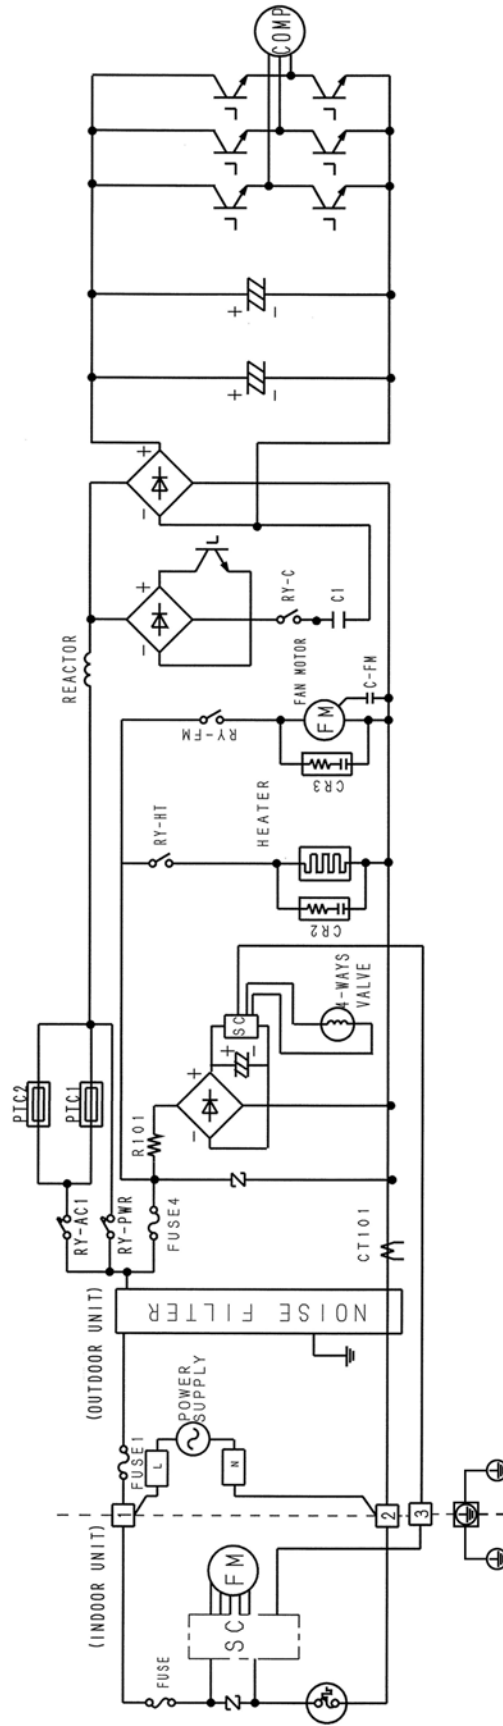 (INDOOR UNIT)
(OUTDOOR UNIT)
FUSE
SC
FM
1
2
3
FUSE1
L
N
POWER
SUPPLY
NOISE FILTER
RY-AC1
RY-PWR
FUSE4
PTC2
PTC1
R101
CT101
+
-
+
-
SC
4-WAYS
VALVE
RY-HT
HEATER
CR2
RY-FM
FAN MOTOR
FM
CR3
C-FM
REACTOR
+
-
RY-C
C1
+
-
+
-
+
-
COMP